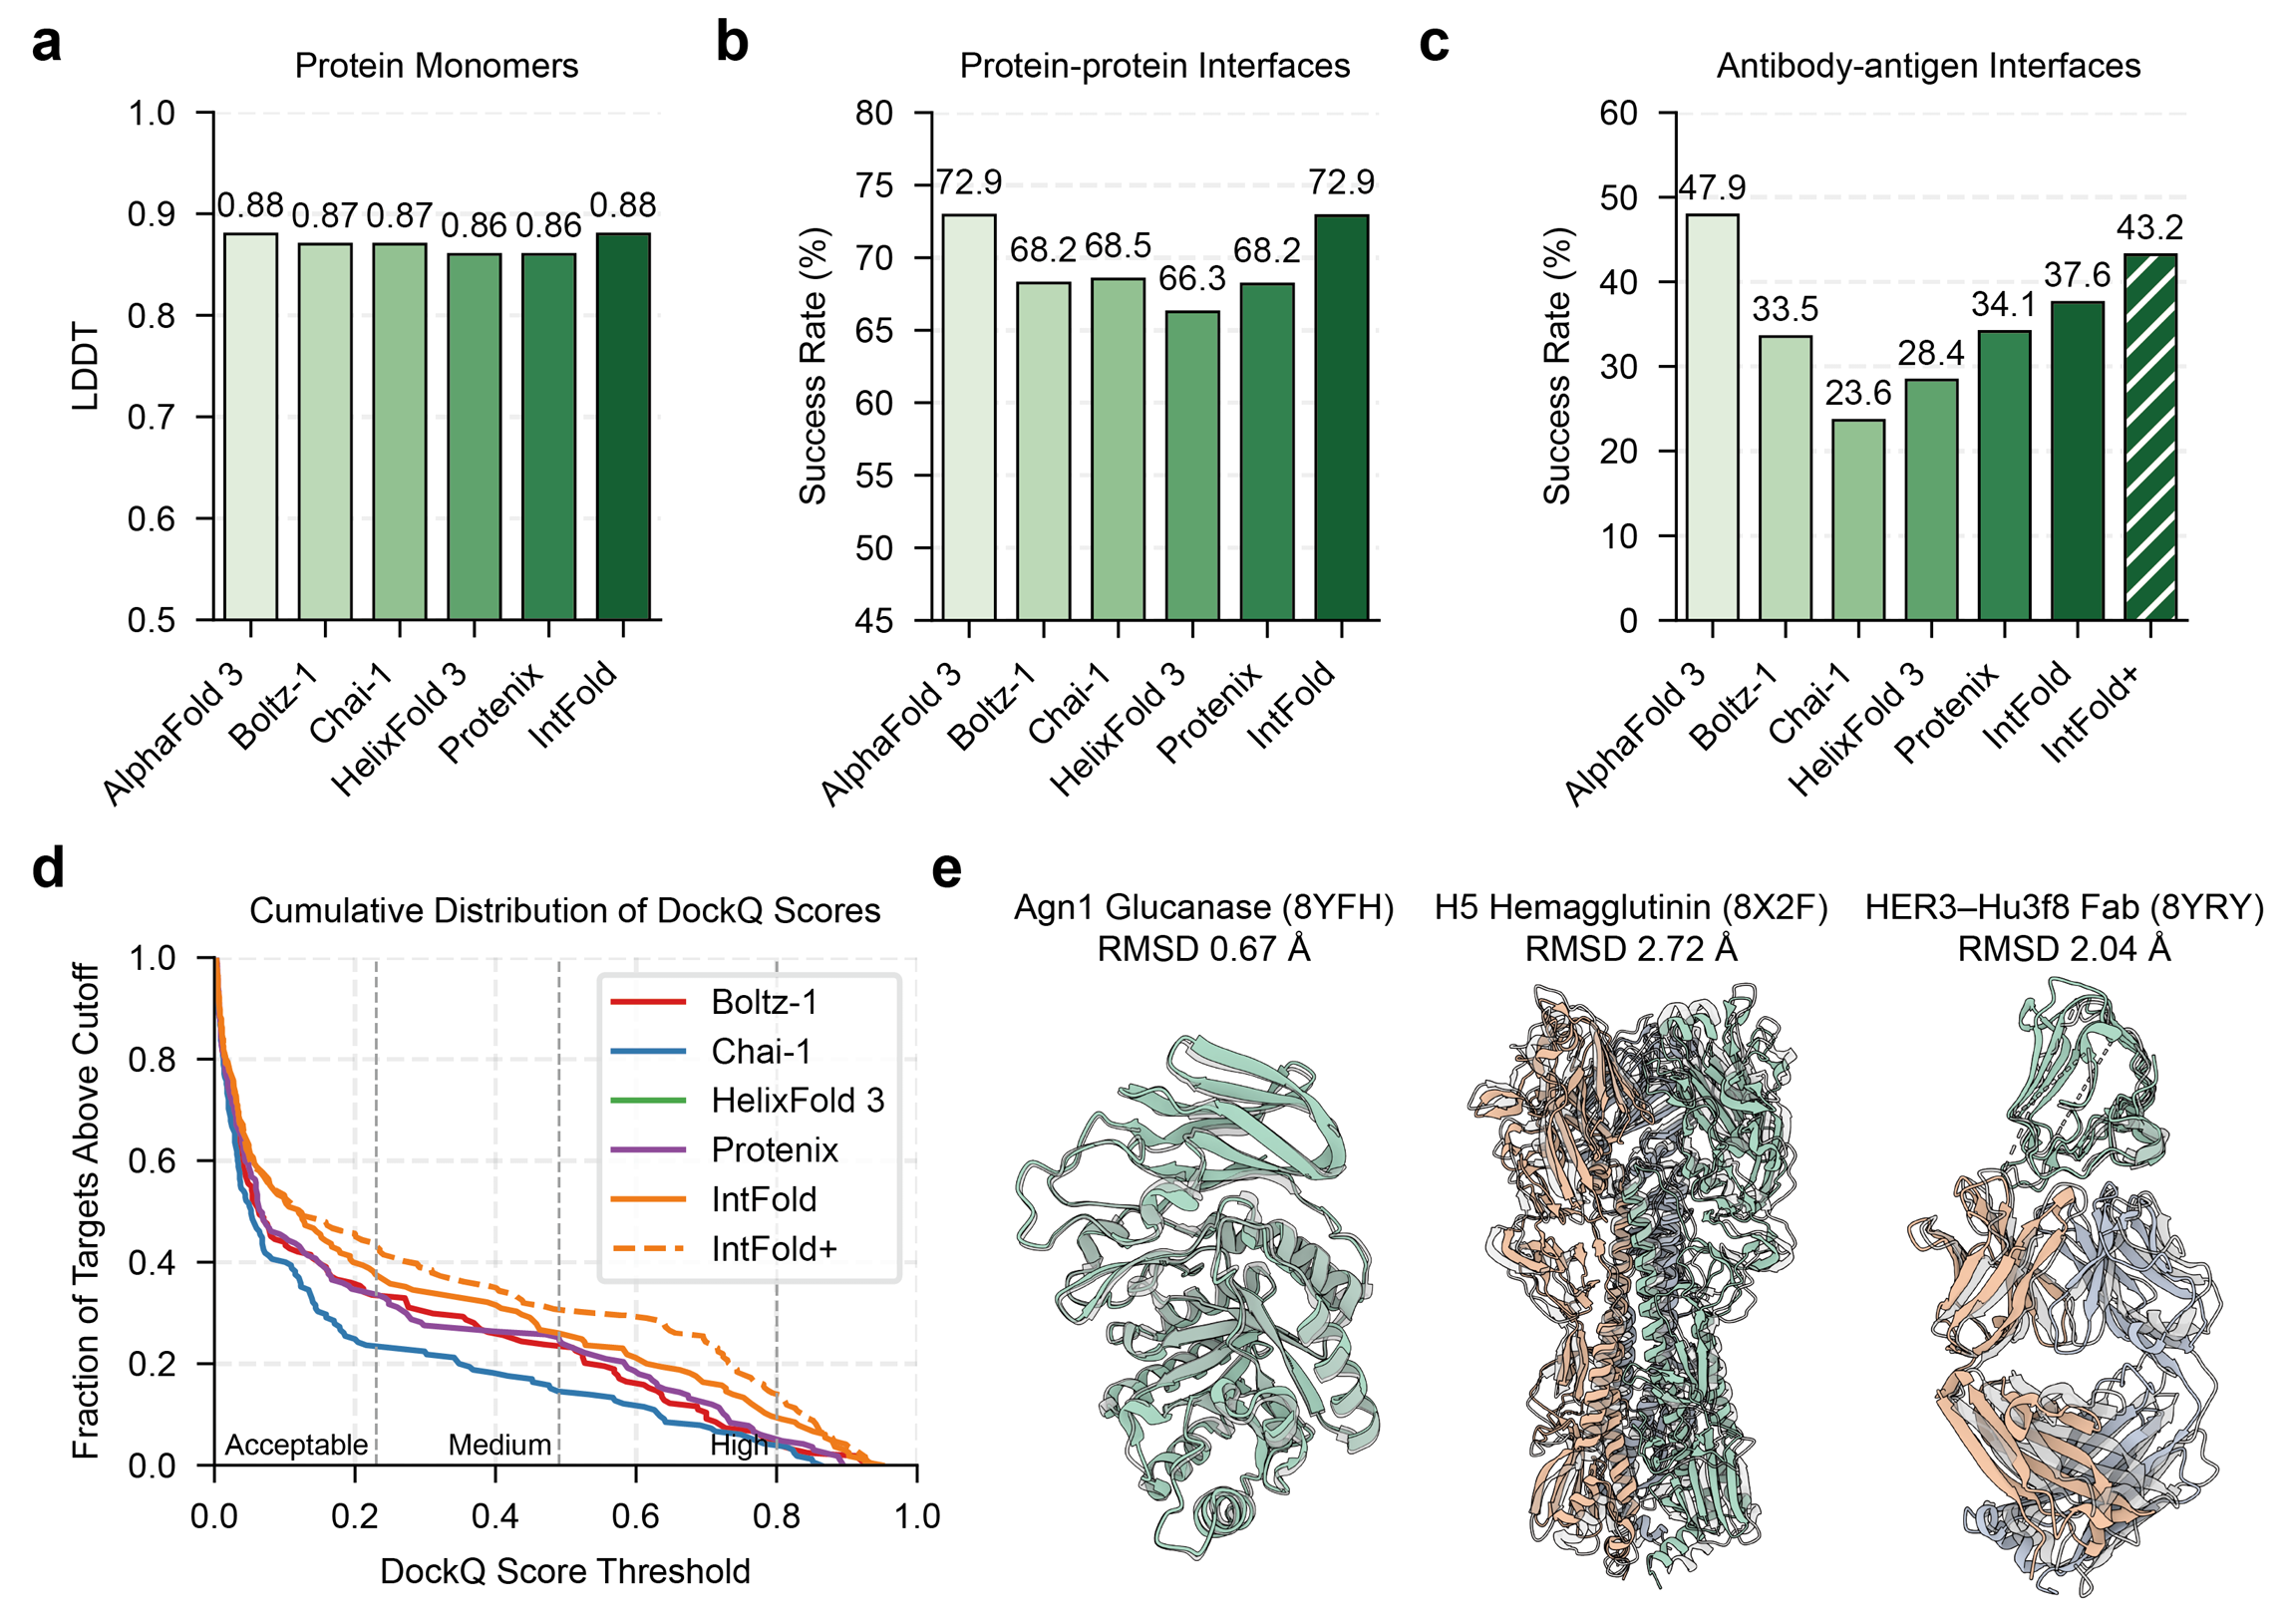 a
Protein Monomers
LDDT
1.0
0.9
0.8
0.7
0.6
0.5
0.88
0.87
0.87
0.86
0.86
0.88
AlphaFold 3
Boltz-1
Chai-1
HelixFold 3
Protenix
IntFold
b
Protein-protein Interfaces
Success Rate (%)
80
75
70
65
60
55
50
45
72.9
68.2
68.5
66.3
68.2
72.9
AlphaFold 3
Boltz-1
Chai-1
HelixFold 3
Protenix
IntFold
c
Antibody-antigen Interfaces
Success Rate (%)
60
50
40
30
20
10
0
47.9
33.5
23.6
28.4
34.1
37.6
43.2
AlphaFold 3
Boltz-1
Chai-1
HelixFold 3
Protenix
IntFold
IntFold+
d
Cumulative Distribution of DockQ Scores
Fraction of Targets Above Cutoff
1.0
0.8
0.6
0.4
0.2
0.0
Boltz-1
Chai-1
HelixFold 3
Protenix
IntFold
IntFold+
Acceptable
Medium
High
0.0
0.2
0.4
0.6
0.8
1.0
DockQ Score Threshold
e
Agn1 Glucanase (8YFH)
RMSD 0.67 Å
H5 Hemagglutinin (8X2F)
RMSD 2.72 Å
HER3–Hu3f8 Fab (8YRY)
RMSD 2.04 Å